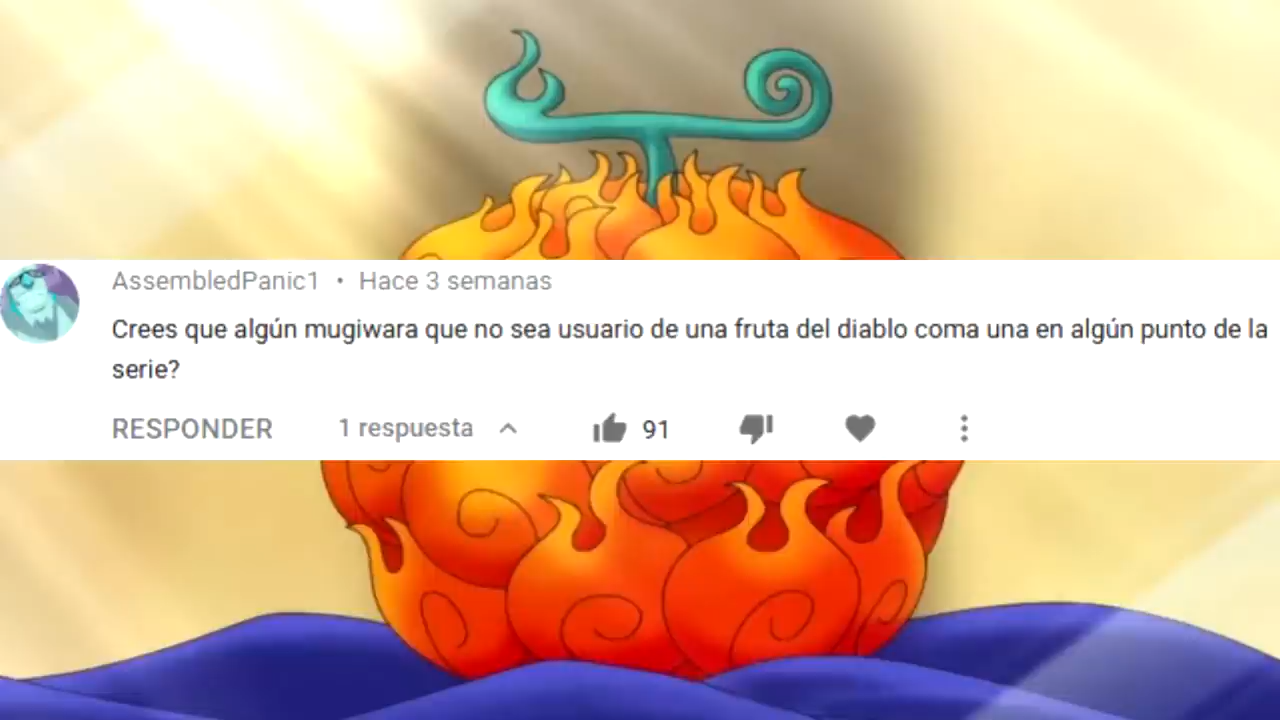 AssembledPanic1 • Hace 3 semanas
Crees que algún mugiwara que no sea usuario de una fruta del diablo coma una en algún punto de la
serie?
RESPONDER 1 respuesta 91